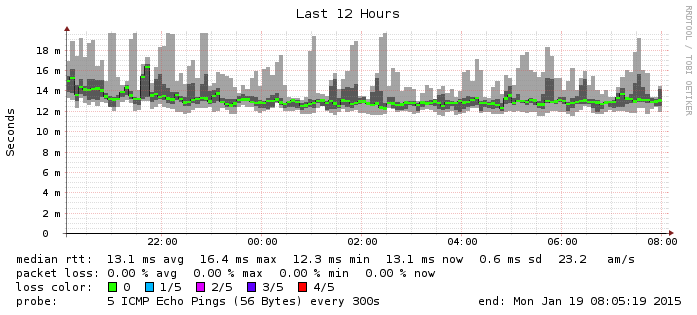 Last 12 Hours
RRDTOOL / TOBI OETIKER
Seconds
18 m
16 m
14 m
12 m
10 m
8 m
6 m
4 m
2 m
0
22:00 00:00 02:00 04:00 06:00 08:00
median rtt: 13.1 ms avg 16.4 ms max 12.3 ms min 13.1 ms now 0.6 ms sd 23.2 am/s
packet loss: 0.00 % avg 0.00 % max 0.00 % min 0.00 % now
loss color: 0 1/5 2/5 3/5 4/5
probe: 5 ICMP Echo Pings (56 Bytes) every 300s end: Mon Jan 19 08:05:19 2015